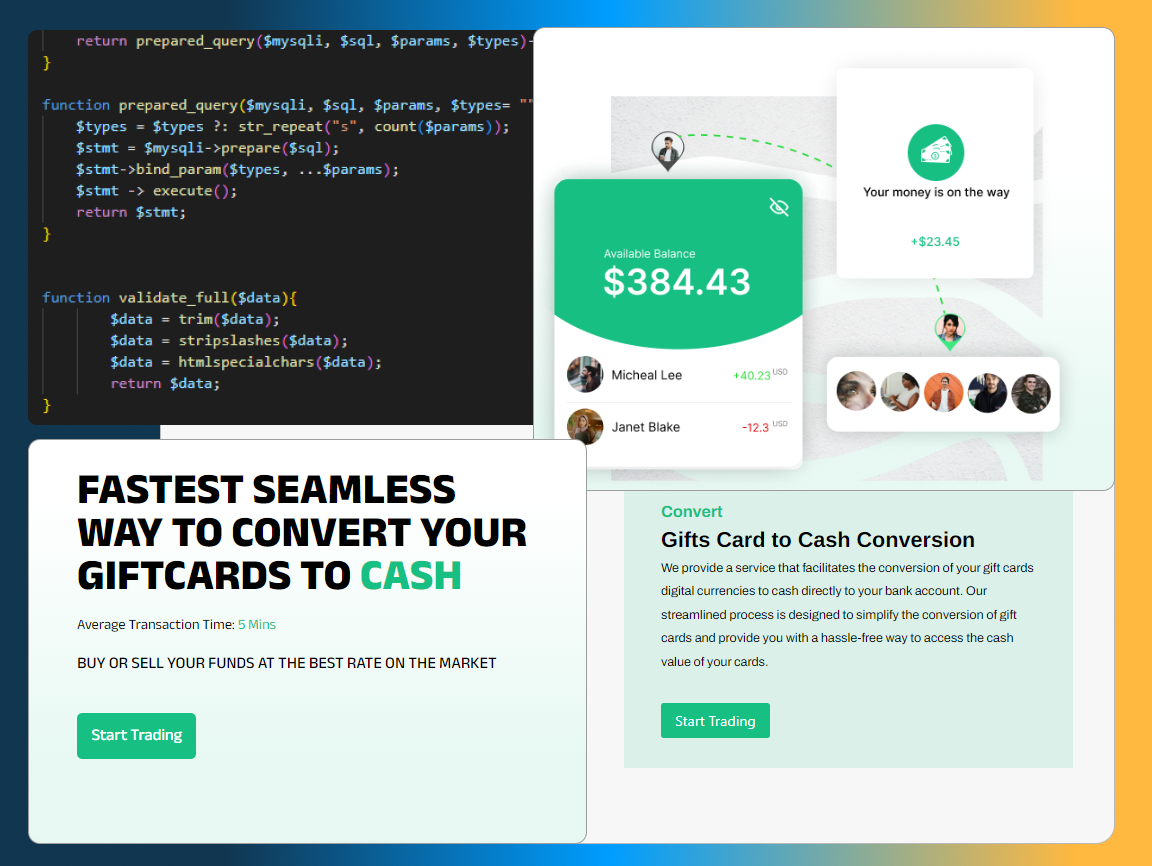 return prepared_query($mysqli, $sql, $params, $types)-
}
function prepared_query($mysqli, $sql, $params, $types= ""
$types = $types ?: str_repeat("s", count($params));
$stmt = $mysqli->prepare($sql);
$stmt->bind_param($types, ...$params);
$stmt -> execute();
return $stmt;
}
function validate_full($data){
$data = trim($data);
$data = stripslashes($data);
$data = htmlspecialchars($data);
return $data;
}
Your money is on the way
+$23.45
Available Balance
$384.43
Micheal Lee +40.23 USD
Janet Blake -12.3 USD
FASTEST SEAMLESS
WAY TO CONVERT YOUR
GIFTCARDS TO CASH
Average Transaction Time: 5 Mins
BUY OR SELL YOUR FUNDS AT THE BEST RATE ON THE MARKET
Start Trading
Convert
Gifts Card to Cash Conversion
We provide a service that facilitates the conversion of your gift cards
digital currencies to cash directly to your bank account. Our
streamlined process is designed to simplify the conversion of gift
cards and provide you with a hassle-free way to access the cash
value of your cards.
Start Trading